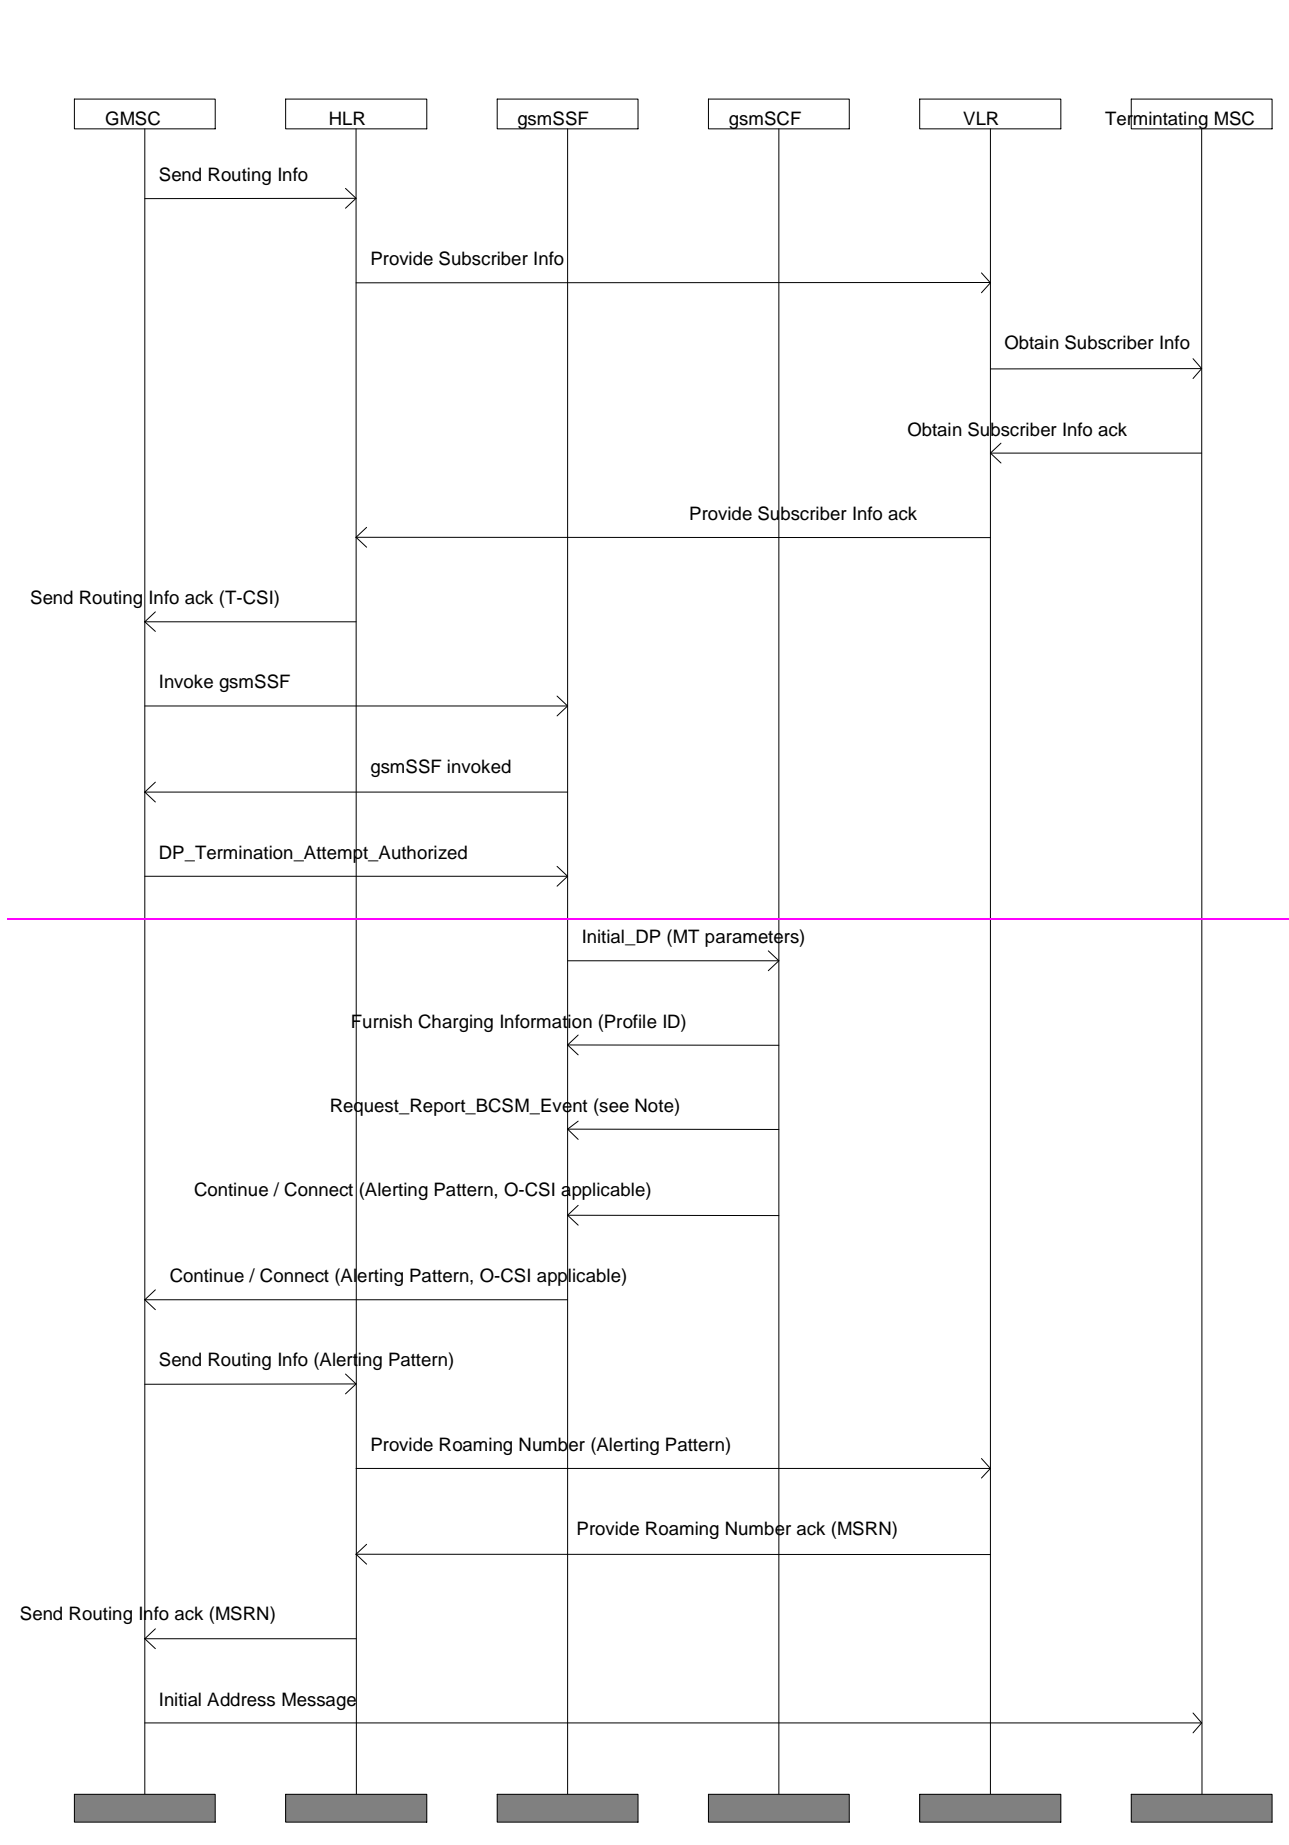 GMSC
HLR
gsmSSF
gsmSCF
VLR
Termintating MSC
Send Routing Info
Provide Subscriber Info
Obtain Subscriber Info
Obtain Subscriber Info ack
Provide Subscriber Info ack
Send Routing Info ack (T-CSI)
Invoke gsmSSF
gsmSSF invoked
DP_Termination_Attempt_Authorized
Initial_DP (MT parameters)
Furnish Charging Information (Profile ID)
Request_Report_BCSM_Event (see Note)
Continue / Connect (Alerting Pattern, O-CSI applicable)
Continue / Connect (Alerting Pattern, O-CSI applicable)
Send Routing Info (Alerting Pattern)
Provide Roaming Number (Alerting Pattern)
Provide Roaming Number ack (MSRN)
Send Routing Info ack (MSRN)
Initial Address Message